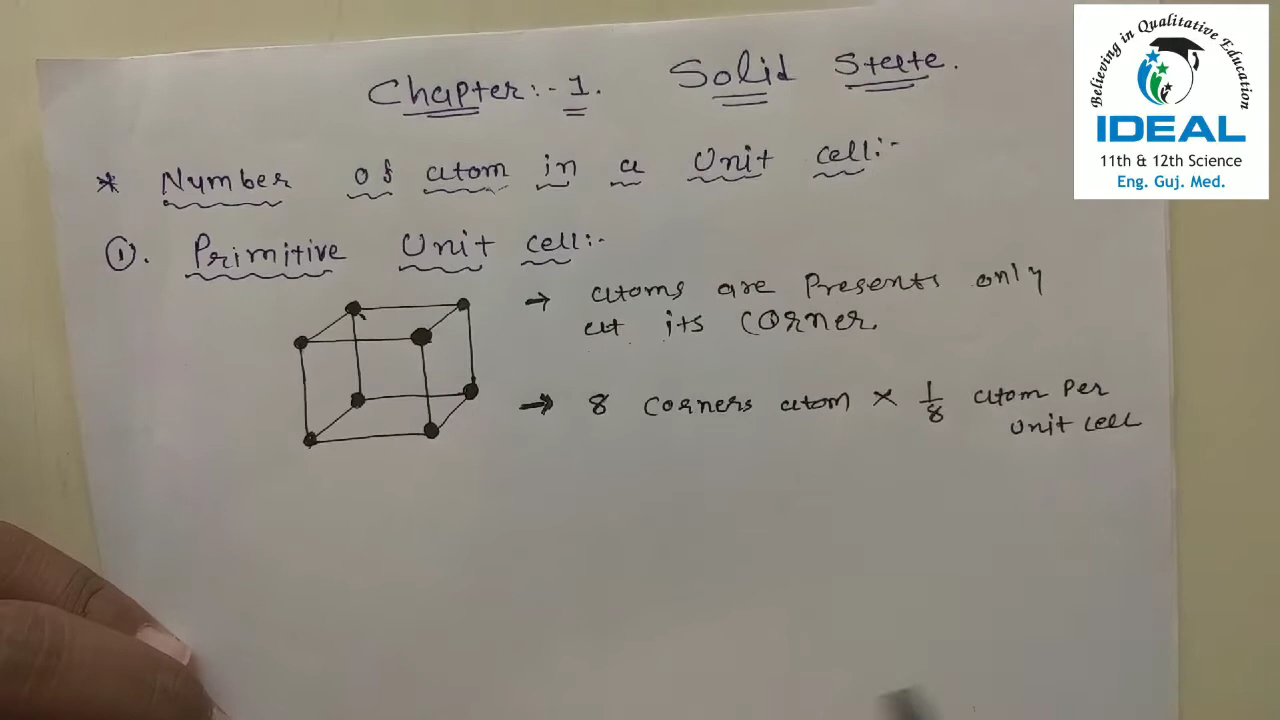 Chapter:- 1. Solid State.
* Number of atom in a Unit cell:-
①. Primitive Unit cell:-
→ atoms are Presents only
at its CORNER.
→ 8 corners atom × 1/8 atom Per
unit cell
Believing in Qualitative Education
IDEAL
11th & 12th Science
Eng. Guj. Med.